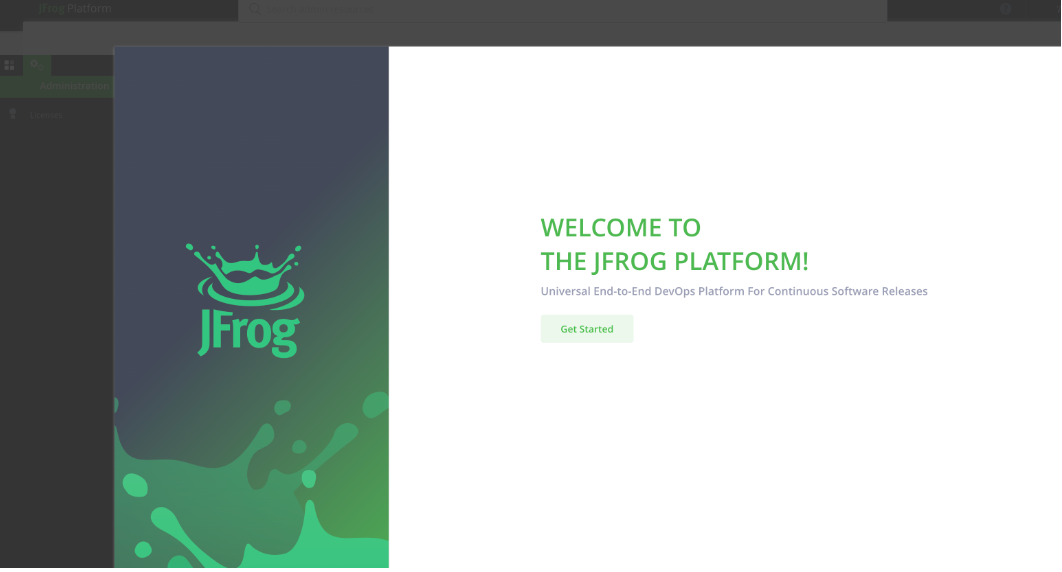 JFrog Platform
Administration
License
JFrog
WELCOME TO
THE JFROG PLATFORM!
Universal End-to-End DevOps Platform For Continuous Software Releases
Get Started